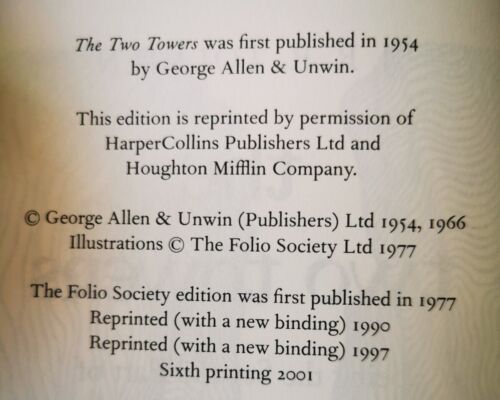 The Two Towers was first published in 1954
by George Allen & Unwin.
This edition is reprinted by permission of
HarperCollins Publishers Ltd and
Houghton Mifflin Company.
© George Allen & Unwin (Publishers) Ltd 1954, 1966
Illustrations © The Folio Society Ltd 1977
The Folio Society edition was first published in 1977
Reprinted (with a new binding) 1990
Reprinted (with a new binding) 1997
Sixth printing 2001